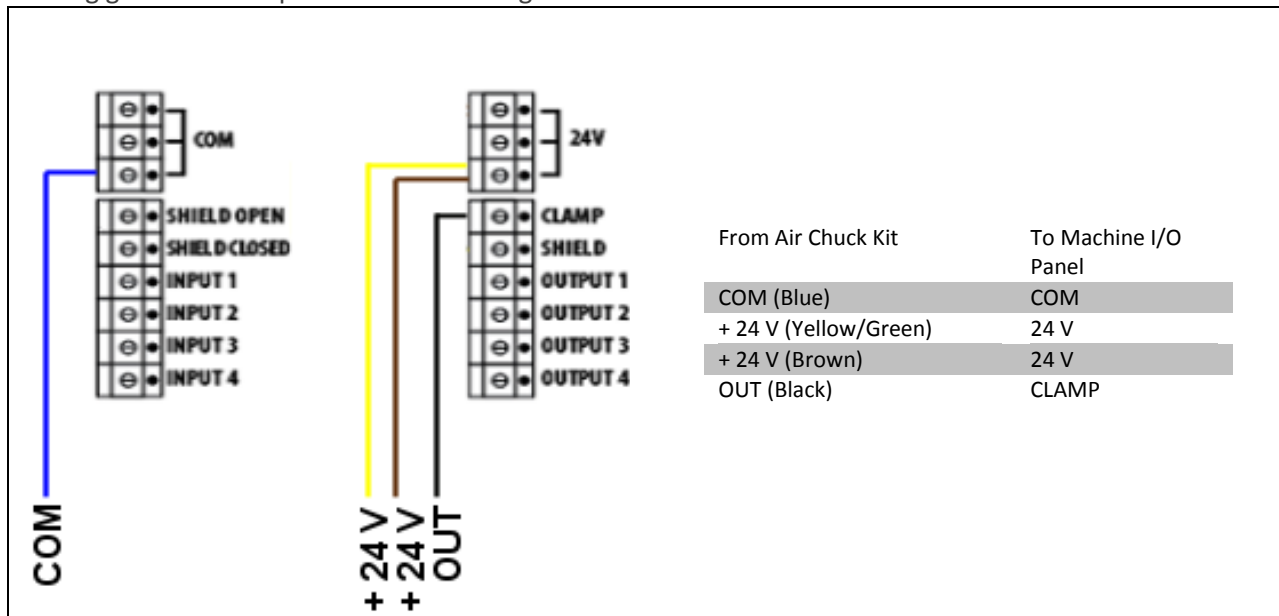 COM
SHIELD OPEN
SHIELD CLOSED
INPUT 1
INPUT 2
INPUT 3
INPUT 4
COM
24V
CLAMP
SHIELD
OUTPUT 1
OUTPUT 2
OUTPUT 3
OUTPUT 4
+ 24 V
+ 24 V
OUT
From Air Chuck Kit To Machine I/O
Panel
COM (Blue) COM
+ 24 V (Yellow/Green) 24 V
+ 24 V (Brown) 24 V
OUT (Black) CLAMP